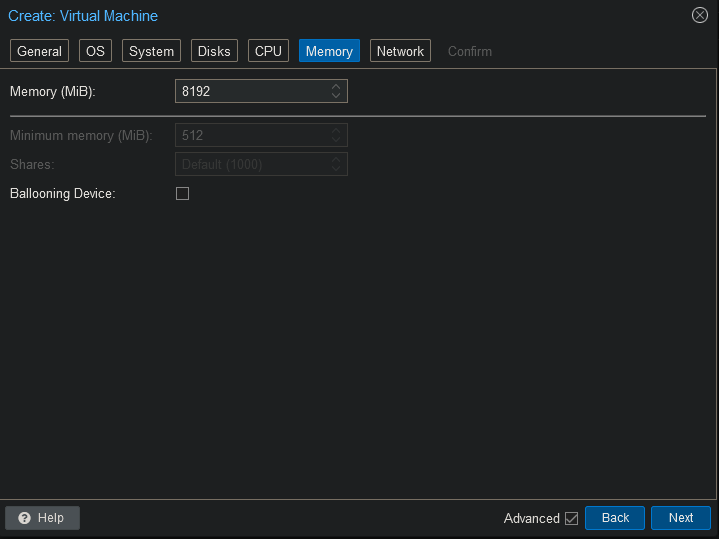 Create: Virtual Machine
General OS System Disks CPU Memory Network Confirm
Memory (MiB): 8192
Minimum memory (MiB): 512
Shares: Default (1000)
Ballooning Device:
Help Advanced Back Next